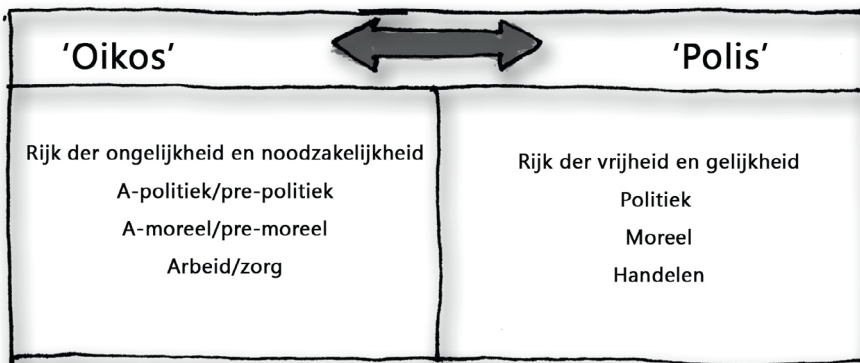 ‘Oikos’
‘Polis’
Rijk der ongelijkheid en noodzakelijkheid
A-politiek/pre-politiek
A-moreel/pre-moreel
Arbeid/zorg
Rijk der vrijheid en gelijkheid
Politiek
Moreel
Handelen